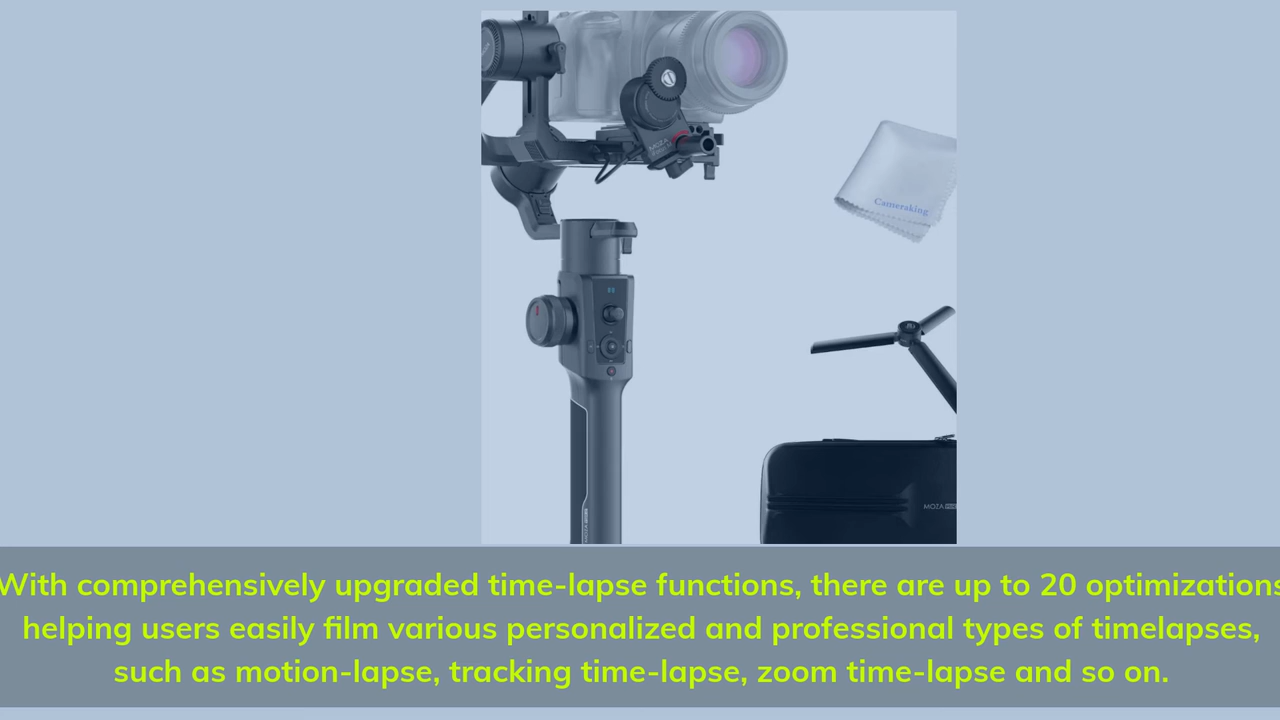 MOZA
Cameraking
MOZA
With comprehensively upgraded time-lapse functions, there are up to 20 optimizations
helping users easily film various personalized and professional types of timelapses,
such as motion-lapse, tracking time-lapse, zoom time-lapse and so on.